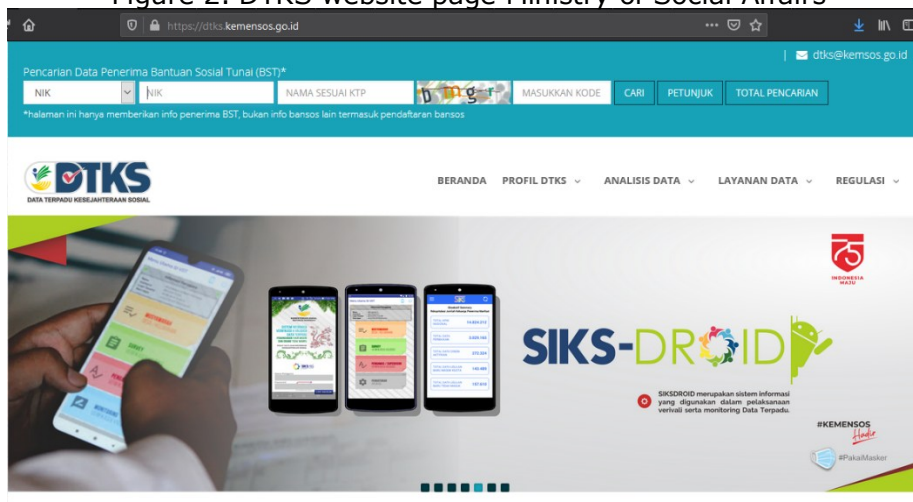 Figure 2. DTKS website page Ministry of Social Affairs
https://dtks.kemensos.go.id
| dtks@kemsos.go.id
Pencarian Data Penerima Bantuan Sosial Tunai (BST)*
NIK NIK NAMA SESUAI KTP bmgr MASUKKAN KODE CARI PETUNJUK TOTAL PENCARIAN
*halaman ini hanya memberikan info penerima BST, bukan info bansos lain termasuk pendaftaran bansos
DTKS
DATA TERPADU KESEJAHTERAAN SOSIAL
BERANDA PROFIL DTKS ANALISIS DATA LAYANAN DATA REGULASI
75
INDONESIA
MAJU
SIKS-DROID
SIKSDROID merupakan sistem informasi
yang digunakan dalam pelaksanaan
verivali serta monitoring Data Terpadu.
#KEMENSOS
Hadir
#PakaiMasker